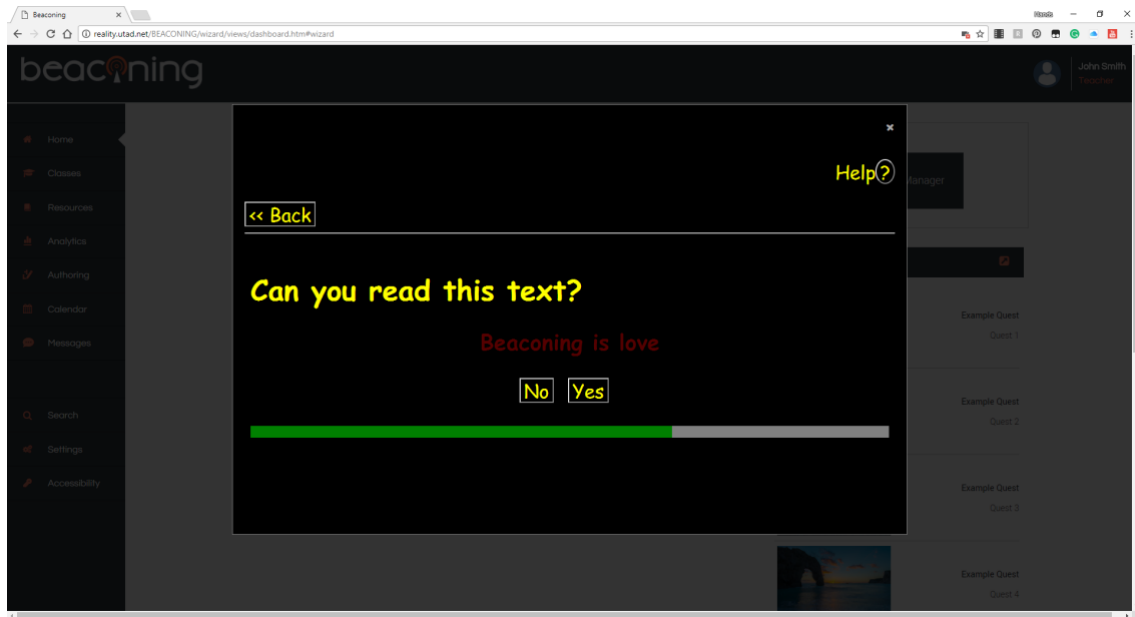 Beaconing
reality.utad.net/BEACONING/wizard/views/dashboard.htm#wizard
beaconing
John Smith
Teacher
Home
Classes
Resources
Analytics
Authoring
Calendar
Messages
Search
Settings
Accessibility
Help?
<< Back
Can you read this text?
Beaconing is love
No Yes
Manager
Example Quest
Quest 1
Example Quest
Quest 2
Example Quest
Quest 3
Example Quest
Quest 4